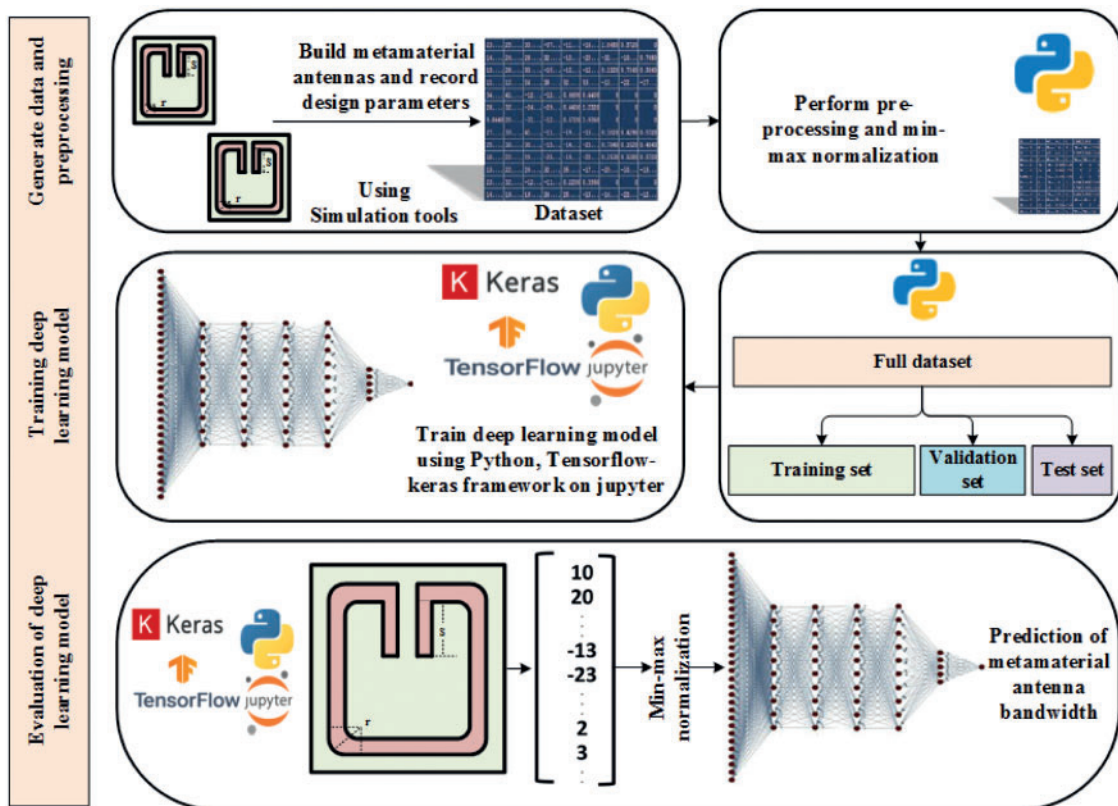 Generate data and
preprocessing
S
r
S
r
Build metamaterial
antennas and record
design parameters
Using
Simulation tools
Dataset
Perform pre-
processing and min-
max normalization
Training deep
learning model
K Keras
TensorFlow
jupyter
Train deep learning model
using Python, Tensorflow-
keras framework on jupyter
Full dataset
Training set
Validation
set
Test set
Evaluation of deep
learning model
K Keras
TensorFlow
jupyter
S
r
10
20
-13
-23
2
3
Min-max
normalization
Prediction of
metamaterial
antenna
bandwidth